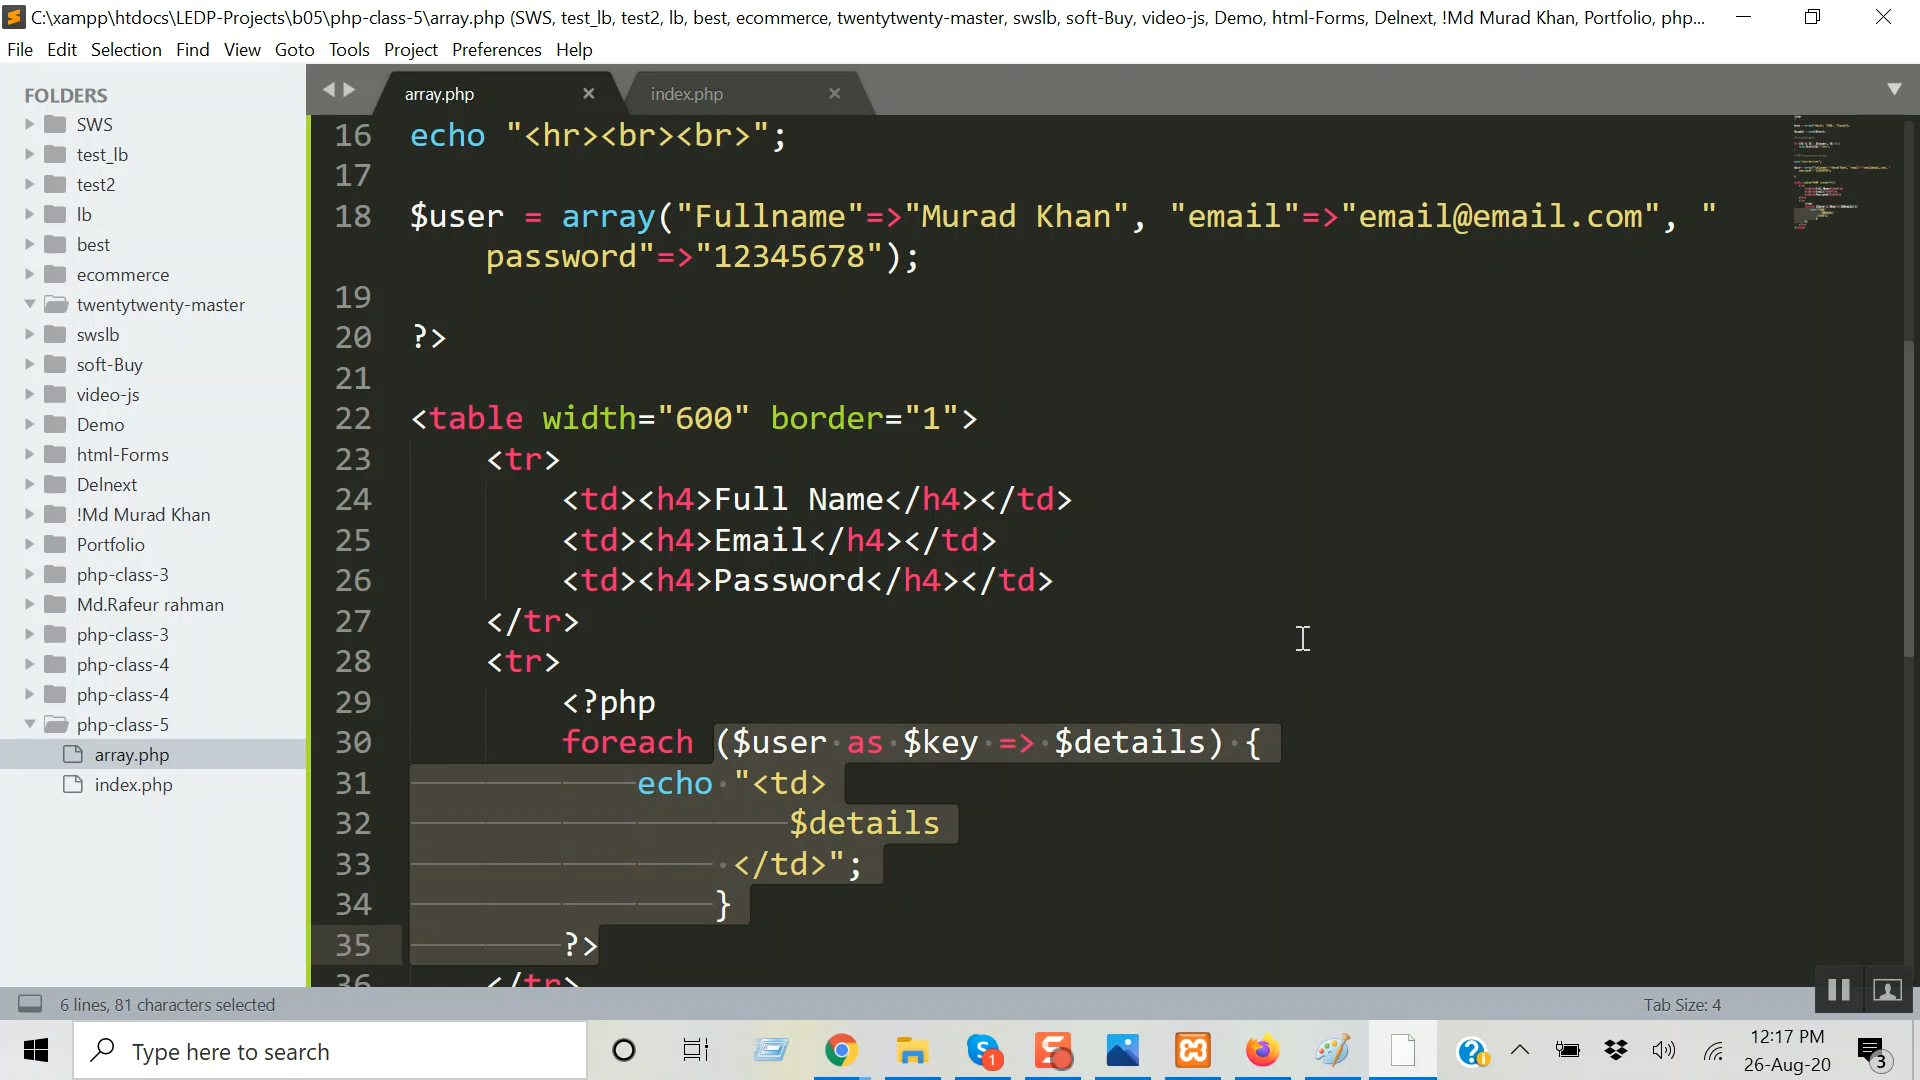 C:\xampp\htdocs\LEDP-Projects\b05\php-class-5\array.php (SWS, test_lb, test2, lb, best, ecommerce, twentytwenty-master, swslb, soft-Buy, video-js, Demo, html-Forms, Delnext, !Md Murad Khan, Portfolio, php...
File Edit Selection Find View Goto Tools Project Preferences Help
FOLDERS
SWS
test_lb
test2
lb
best
ecommerce
twentytwenty-master
swslb
soft-Buy
video-js
Demo
html-Forms
Delnext
!Md Murad Khan
Portfolio
php-class-3
Md.Rafeur rahman
php-class-3
php-class-4
php-class-4
php-class-5
array.php
index.php
array.php × index.php ×
16 echo "<hr><br><br>";
17
18 $user = array("Fullname"=>"Murad Khan", "email"=>"email@email.com", "
password"=>"12345678");
19
20 ?>
21
22 <table width="600" border="1">
23 <tr>
24 <td><h4>Full Name</h4></td>
25 <td><h4>Email</h4></td>
26 <td><h4>Password</h4></td>
27 </tr>
28 <tr>
29 <?php
30 foreach ($user as $key => $details) {
31 echo "<td>
32 $details
33 </td>";
34 }
35 ?>
36 </tr>
6 lines, 81 characters selected
Tab Size: 4
Type here to search
1
12:17 PM
26-Aug-20
3